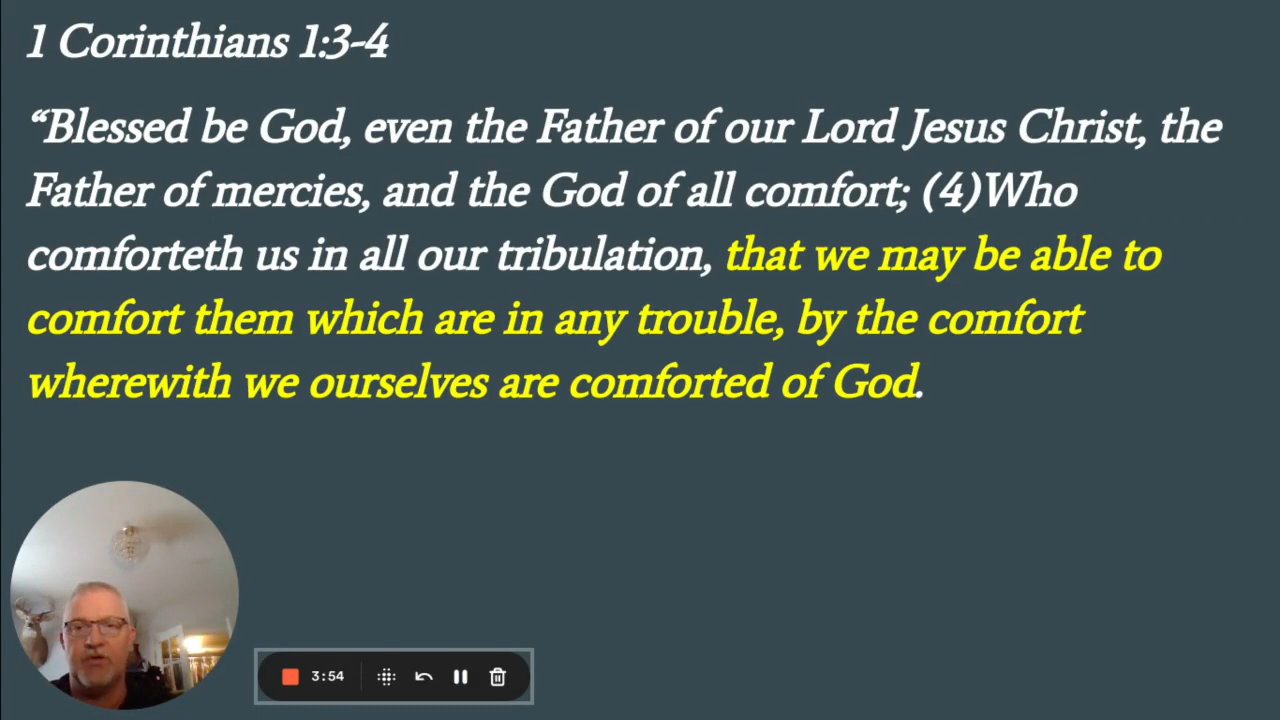 1 Corinthians 1:3-4
“Blessed be God, even the Father of our Lord Jesus Christ, the
Father of mercies, and the God of all comfort; (4)Who
comforteth us in all our tribulation, that we may be able to
comfort them which are in any trouble, by the comfort
wherewith we ourselves are comforted of God.
3:54